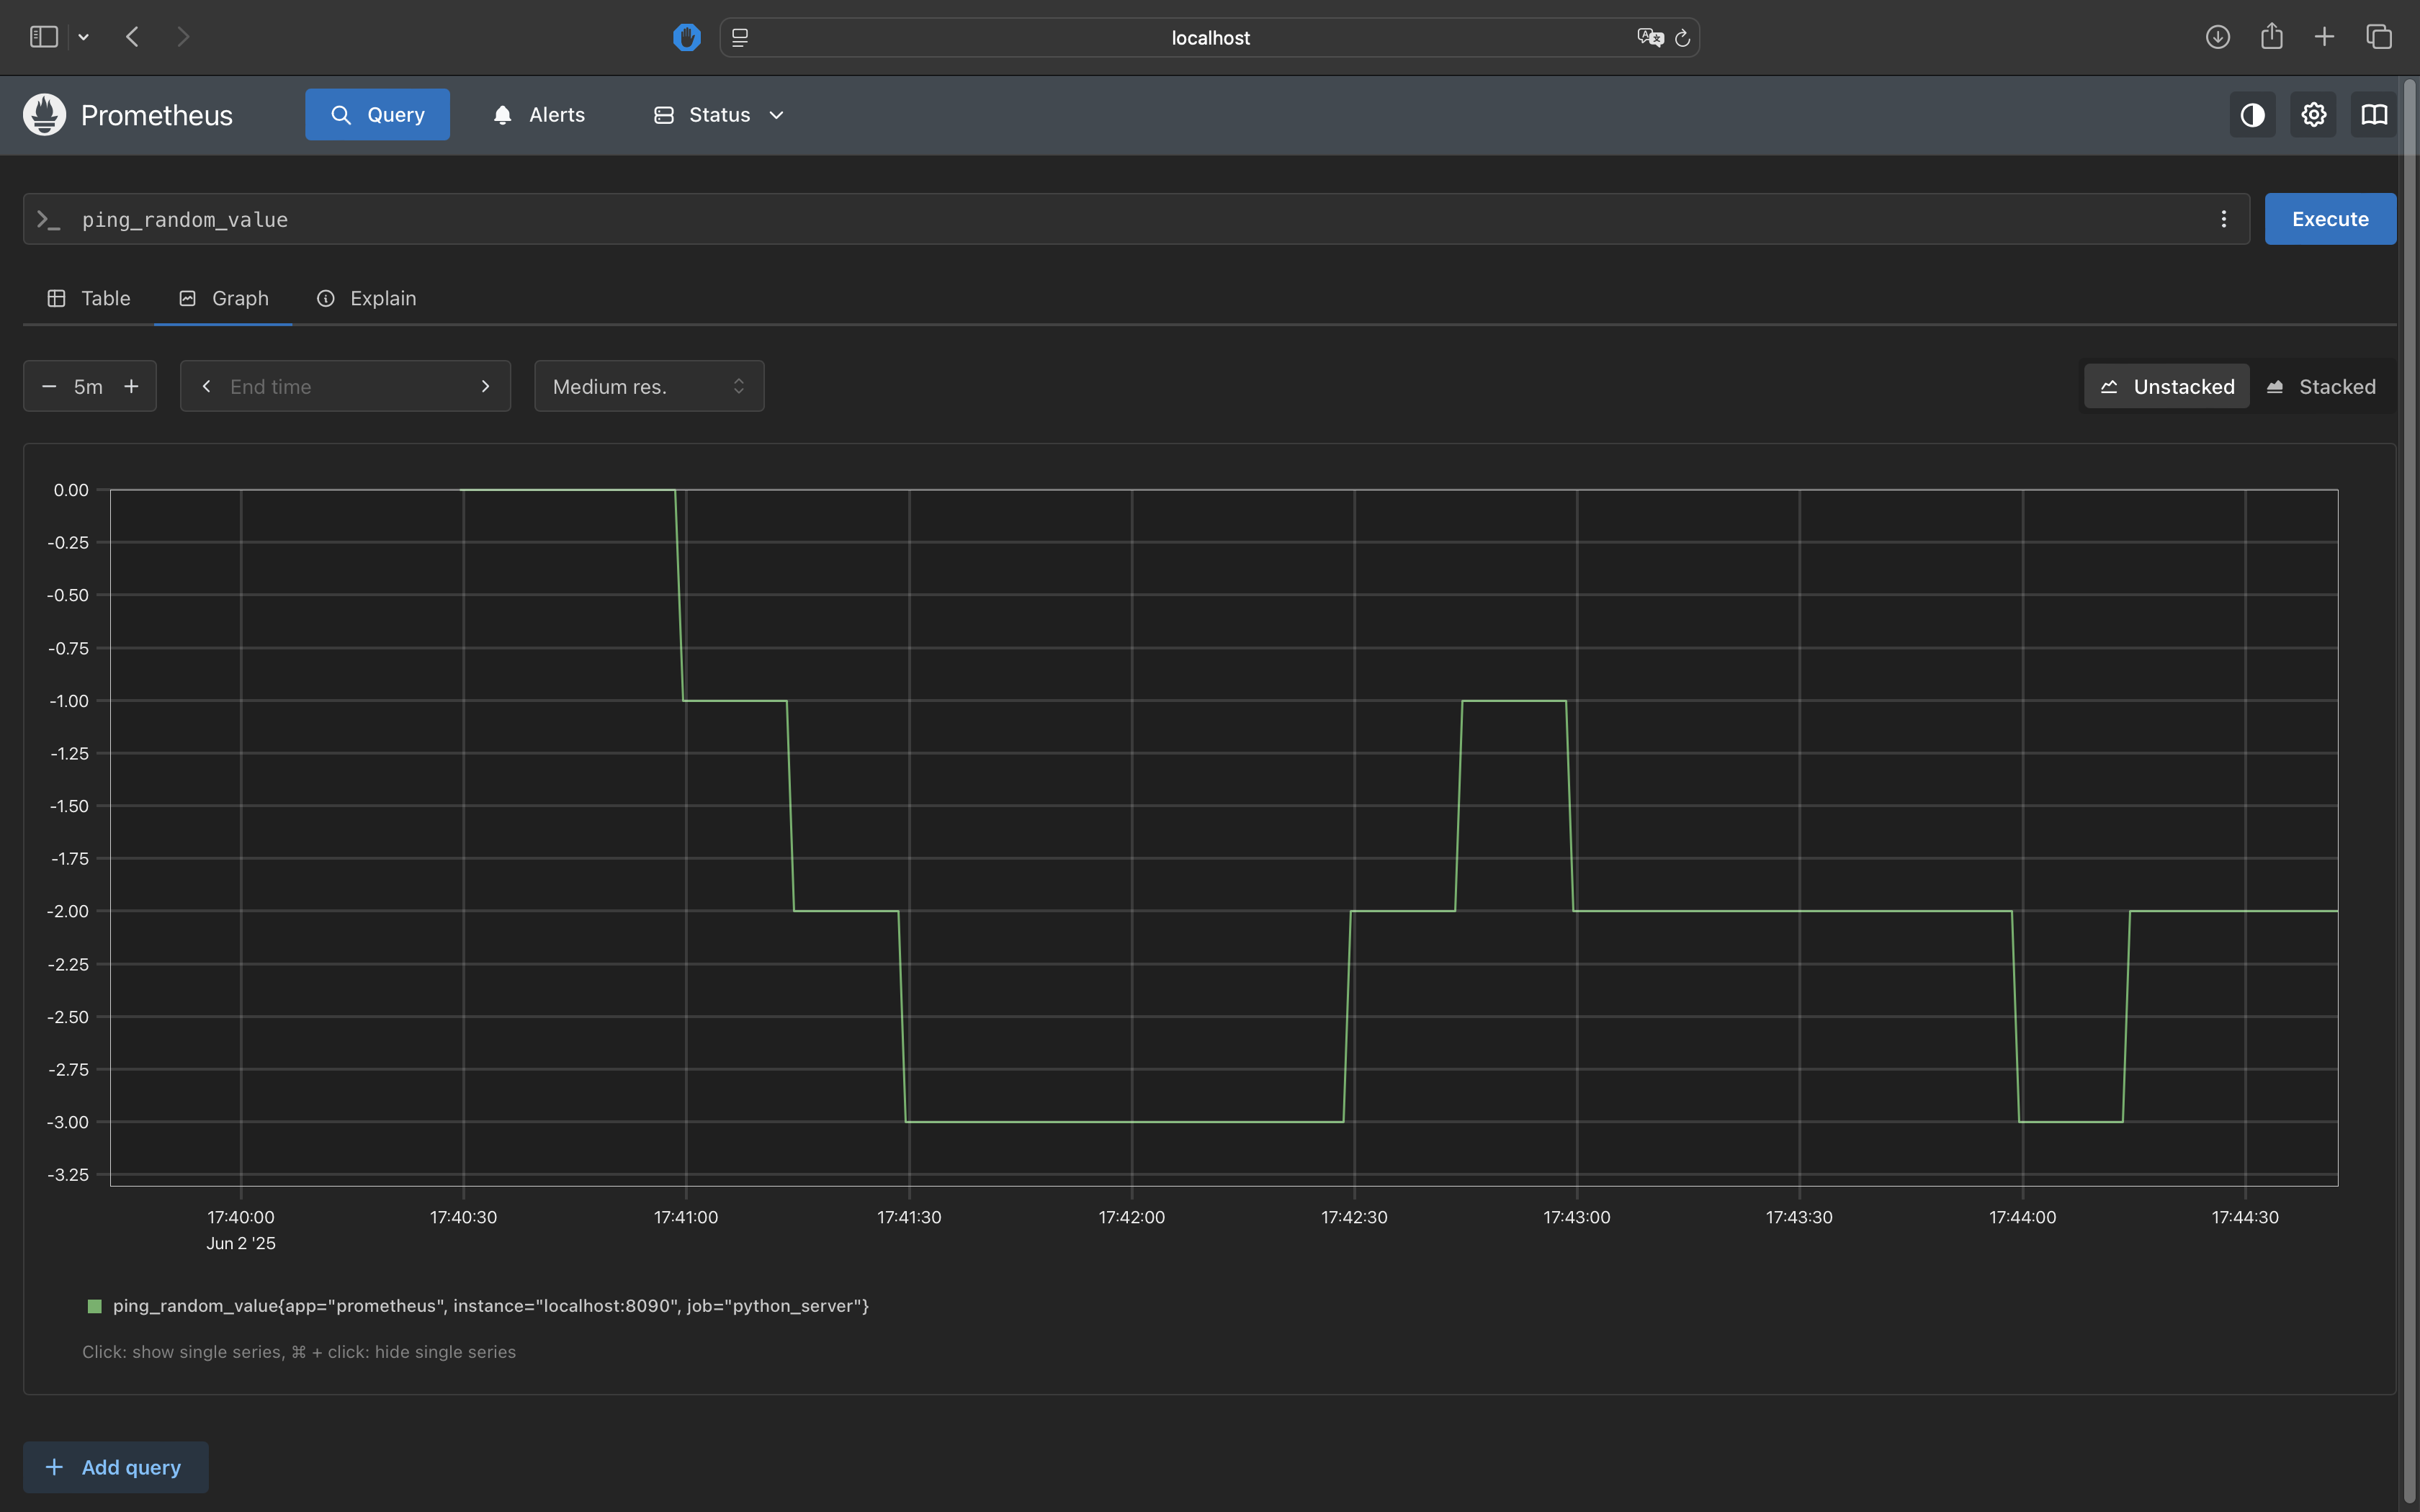 localhost
Prometheus Query Alerts Status
ping_random_value Execute
Table Graph Explain
5m End time Medium res. Unstacked Stacked
0.00
-0.25
-0.50
-0.75
-1.00
-1.25
-1.50
-1.75
-2.00
-2.25
-2.50
-2.75
-3.00
-3.25
17:40:00 17:40:30 17:41:00 17:41:30 17:42:00 17:42:30 17:43:00 17:43:30 17:44:00 17:44:30
Jun 2 '25
ping_random_value{app="prometheus", instance="localhost:8090", job="python_server"}
Click: show single series, ⌘ + click: hide single series
Add query